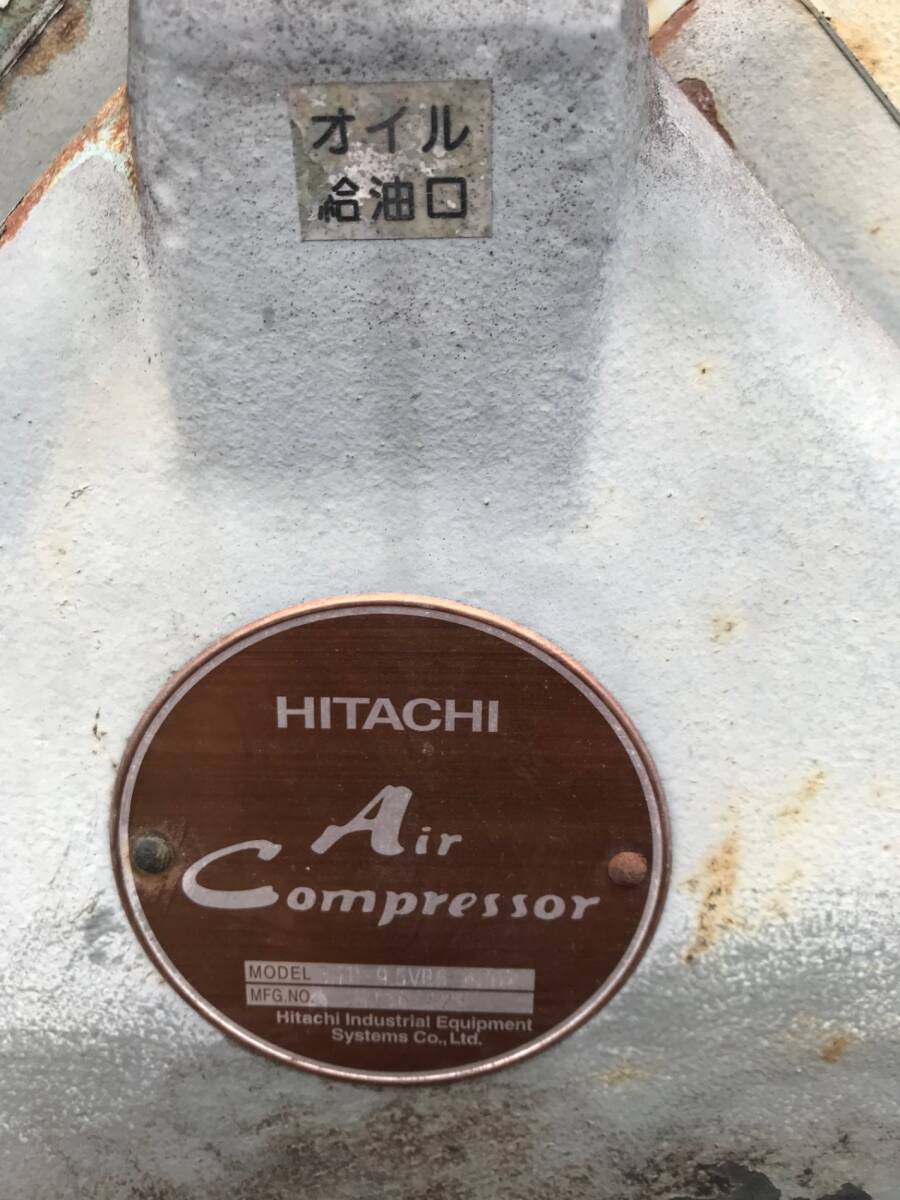 オイル
給油口
HITACHI
Air
Compressor
MODEL
MFG.NO.
Hitachi Industrial Equipment
Systems Co., Ltd.